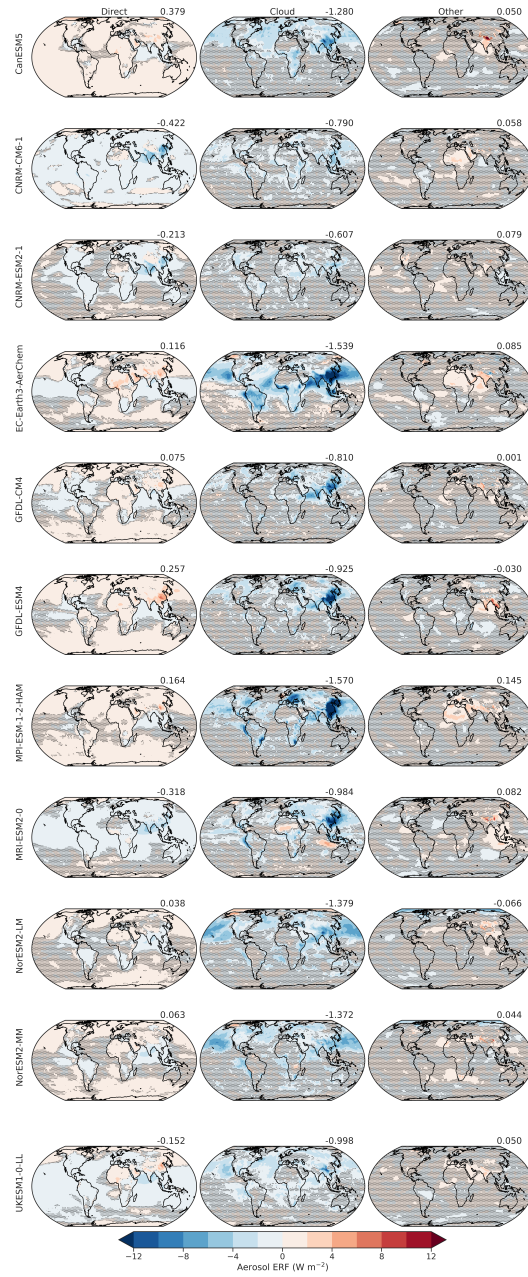 Direct 0.379 Cloud -1.280 Other 0.050
CanESM5
-0.422 -0.790 0.058
CNRM-CM6-1
-0.213 -0.607 0.079
CNRM-ESM2-1
0.116 -1.539 0.085
EC-Earth3-AerChem
0.075 -0.810 0.001
GFDL-CM4
0.257 -0.925 -0.030
GFDL-ESM4
0.164 -1.570 0.145
MPI-ESM-1-2-HAM
-0.318 -0.984 0.082
MRI-ESM2-0
0.038 -1.379 -0.066
NorESM2-LM
0.063 -1.372 0.044
NorESM2-MM
-0.152 -0.998 0.050
UKESM1-0-LL
−12 −8 −4 0 4 8 12
Aerosol ERF (W m⁻²)